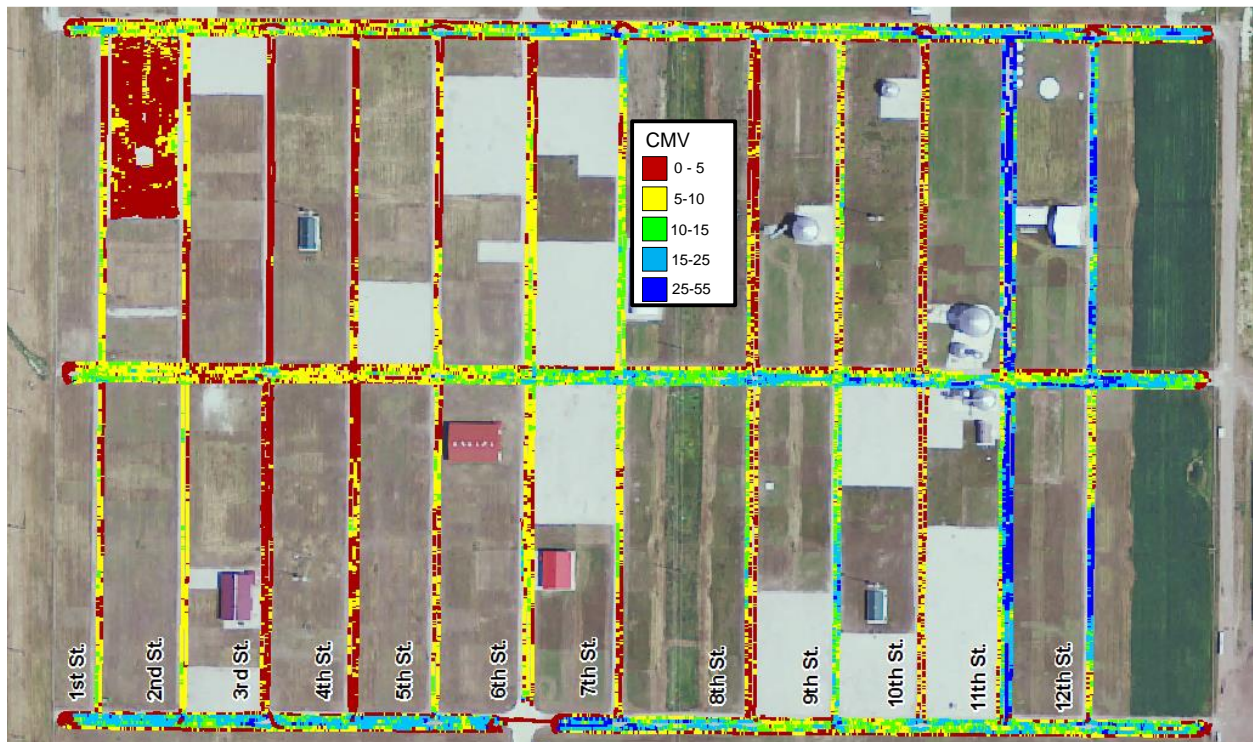 CMV
0 - 5
5-10
10-15
15-25
25-55
1st St.
2nd St.
3rd St.
4th St.
5th St.
6th St.
7th St.
8th St.
9th St.
10th St.
11th St.
12th St.